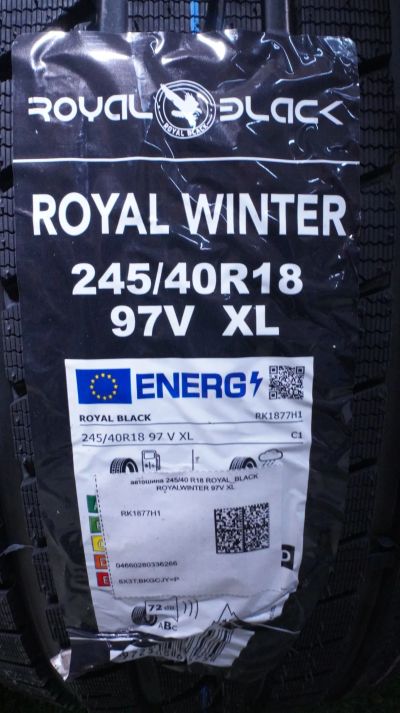 ROYAL BLACK
ROYAL BLACK
ROYAL WINTER
245/40R18
97V XL
ENERG
ROYAL BLACK RK1877H1
245/40R18 97 V XL C1
автошина 245/40 R18 ROYAL_BLACK
ROYALWINTER 97V XL
RK1877H1
04660280336266
72 dB
ABC